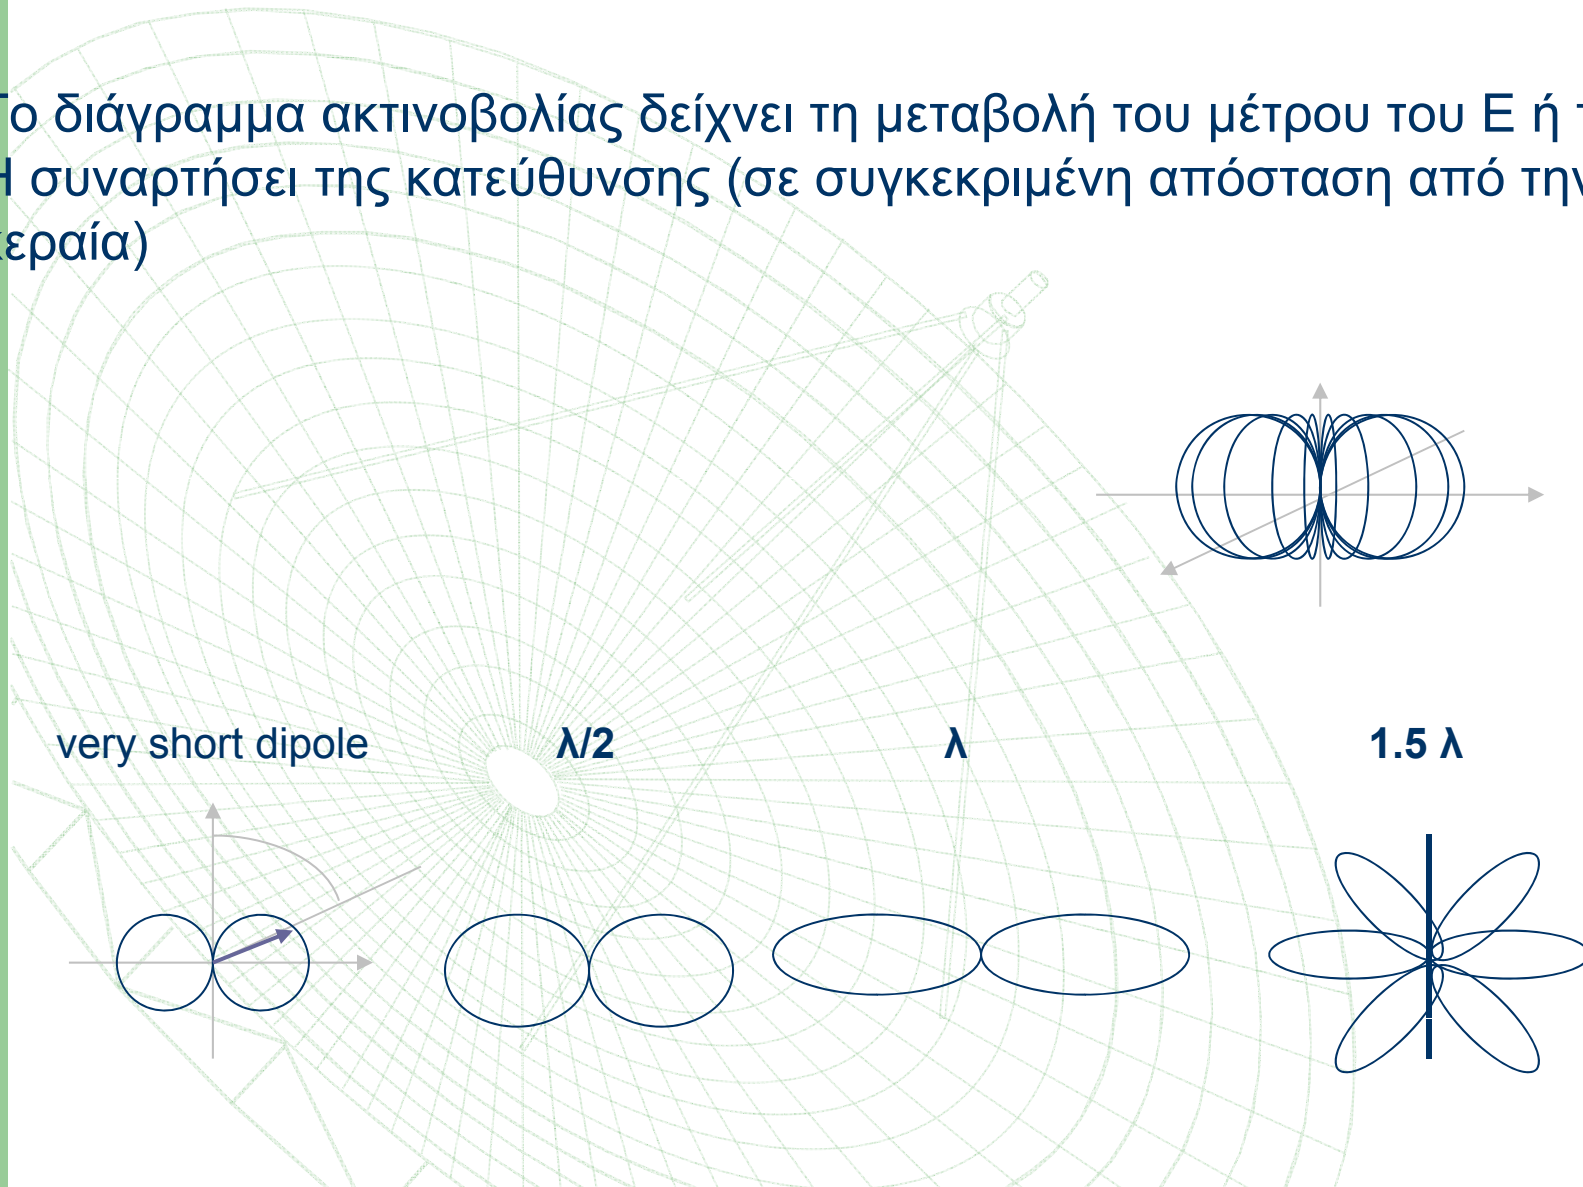 ο διάγραμμα ακτινοβολίας δείχνει τη μεταβολή του μέτρου του Ε ή
συναρτήσει της κατεύθυνσης (σε συγκεκριμένη απόσταση από την
κεραία)
very short dipole λ/2 λ 1.5 λ